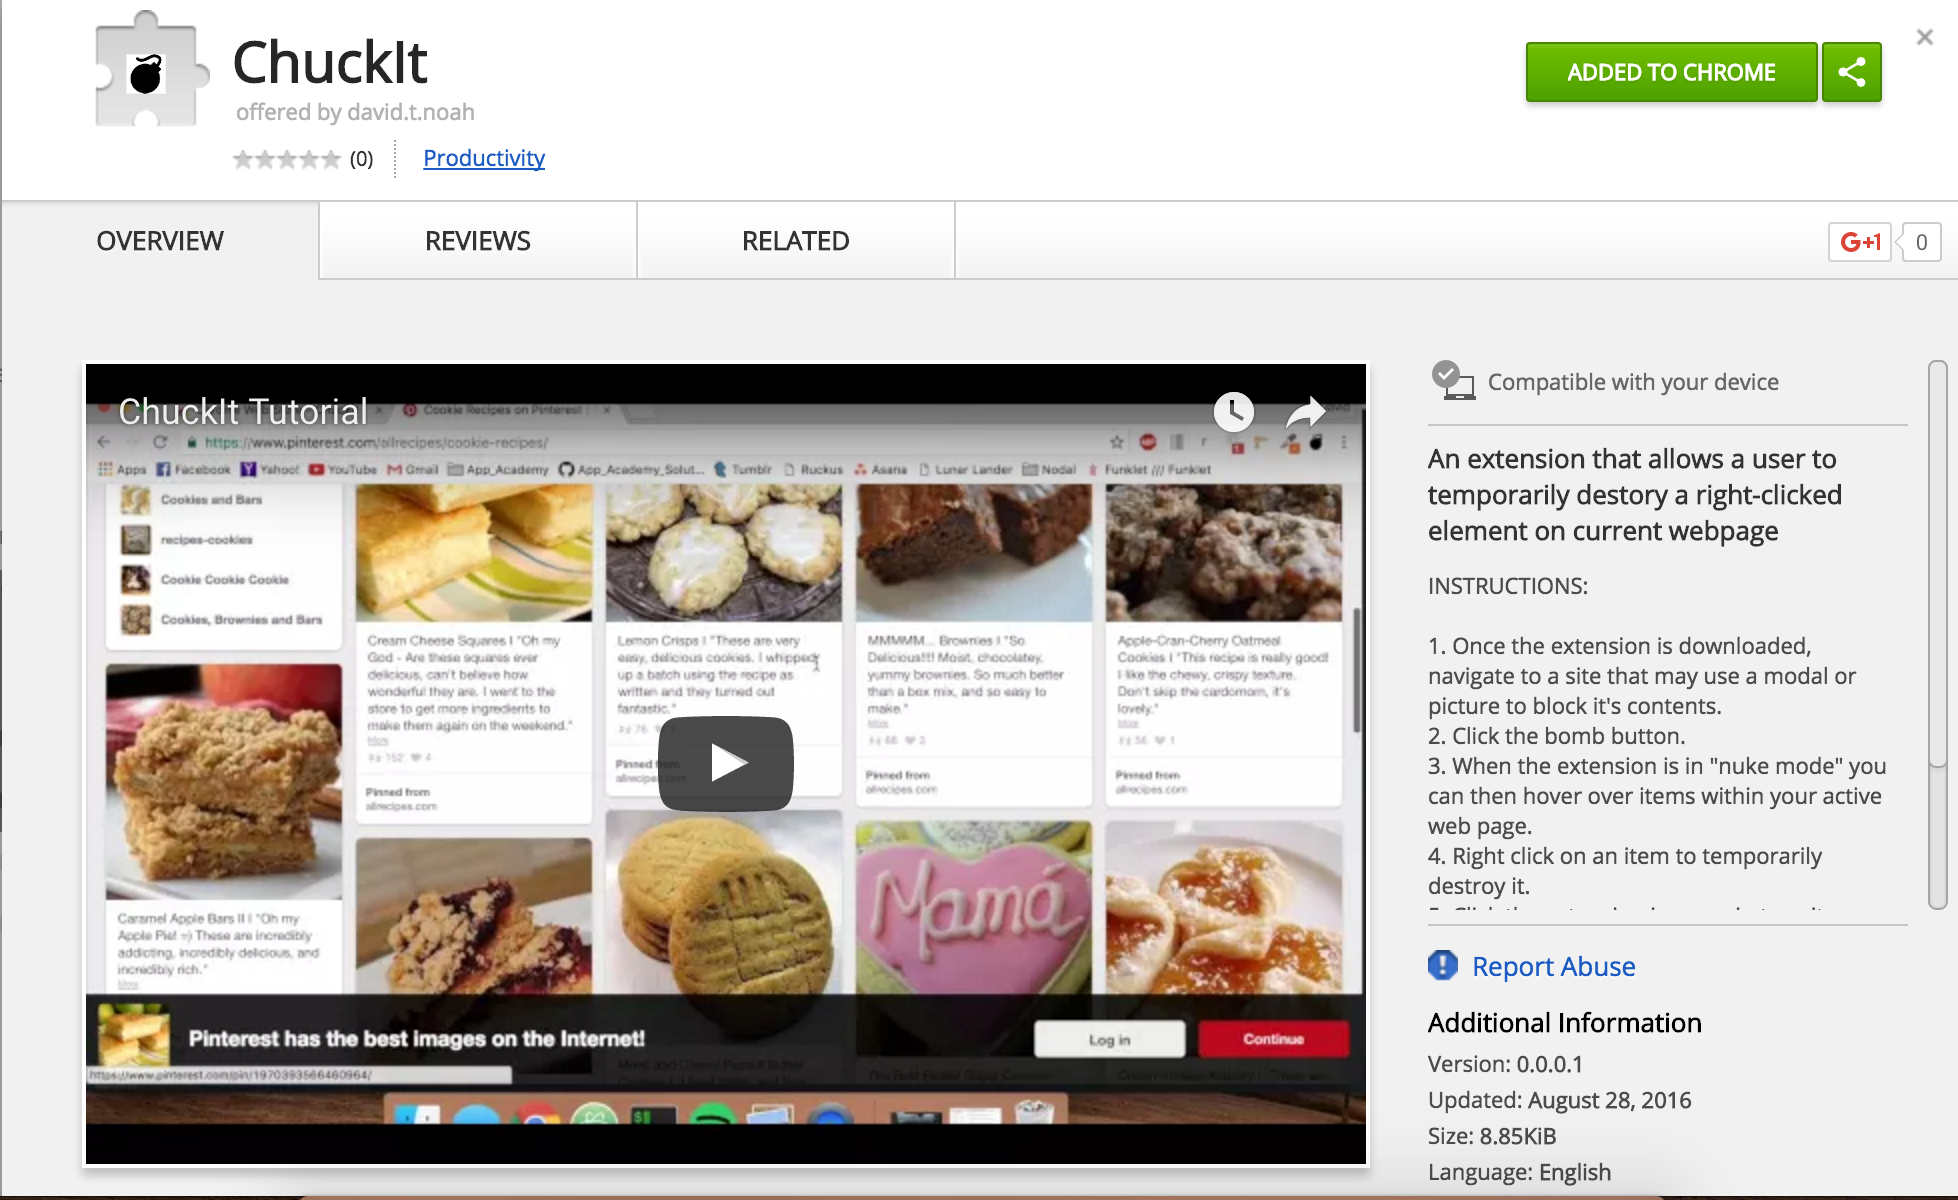 ChuckIt
offered by david.t.noah
(0)
Productivity
ADDED TO CHROME
OVERVIEW
REVIEWS
RELATED
G+1
0
ChuckIt Tutorial
Cookie Recipes on Pinterest
https://www.pinterest.com/allrecipes/cookie-recipes/
Apps Facebook Yahoo! YouTube Gmail App_Academy App_Academy_Solut... Tumblr Ruckus Asana Lunar Lander Nodal Funklet /// Funklet
Cookies and Bars
recipes-cookies
Cookie Cookie Cookie
Cookies, Brownies and Bars
Caramel Apple Bars II I "Oh my
Apple Pie! =) These are incredibly
addicting, incredibly delicious, and
incredibly rich."
More
Cream Cheese Squares I "Oh my
God - Are these squares ever
delicious, can't believe how
wonderful they are. I went to the
store to get more ingredients to
make them again on the weekend."
More
152 4
Pinned from
allrecipes.com
Lemon Crisps I "These are very
easy, delicious cookies. I whipped
up a batch using the recipe as
written and they turned out
fantastic."
76
Pinned from
allrecipes.com
MMMMM... Brownies I "So
Delicious!!! Moist, chocolatey,
yummy brownies. So much better
than a box mix, and so easy to
make."
More
68 3
Pinned from
allrecipes.com
Apple-Cran-Cherry Oatmeal
Cookies I "This recipe is really good!
I like the chewy, crispy texture.
Don't skip the cardomom, it's
lovely."
More
56 1
Pinned from
allrecipes.com
Mamá
Pinterest has the best images on the Internet!
Log in
Continue
https://www.pinterest.com/pin/1970393566460964/
Compatible with your device
An extension that allows a user to
temporarily destory a right-clicked
element on current webpage
INSTRUCTIONS:
1. Once the extension is downloaded,
navigate to a site that may use a modal or
picture to block it's contents.
2. Click the bomb button.
3. When the extension is in "nuke mode" you
can then hover over items within your active
web page.
4. Right click on an item to temporarily
destroy it.
Report Abuse
Additional Information
Version: 0.0.0.1
Updated: August 28, 2016
Size: 8.85KiB
Language: English